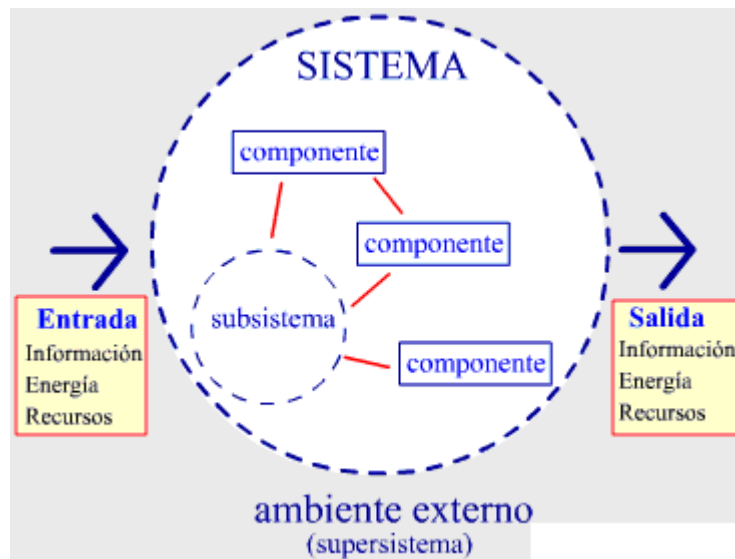 SISTEMA
componente
componente
subsistema
componente
Entrada
Información
Energía
Recursos
Salida
Información
Energía
Recursos
ambiente externo
(supersistema)